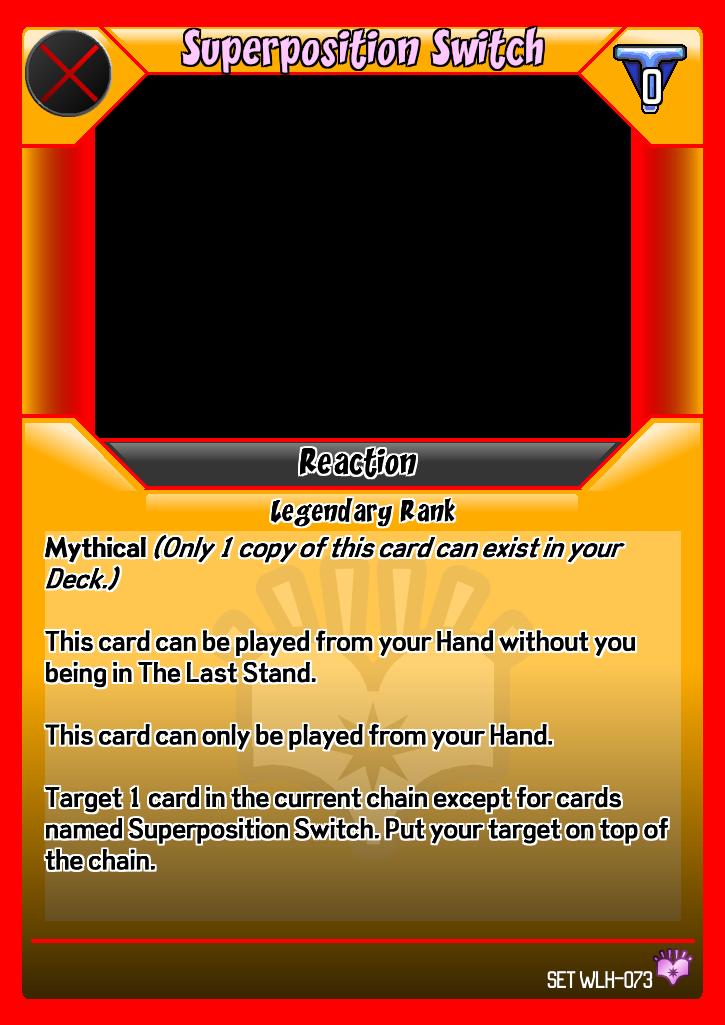 Superposition Switch
0
Reaction
Legendary Rank
Mythical (Only 1 copy of this card can exist in your
Deck.)
This card can be played from your Hand without you
being in The Last Stand.
This card can only be played from your Hand.
Target 1 card in the current chain except for cards
named Superposition Switch. Put your target on top of
the chain.
SET WLH-073